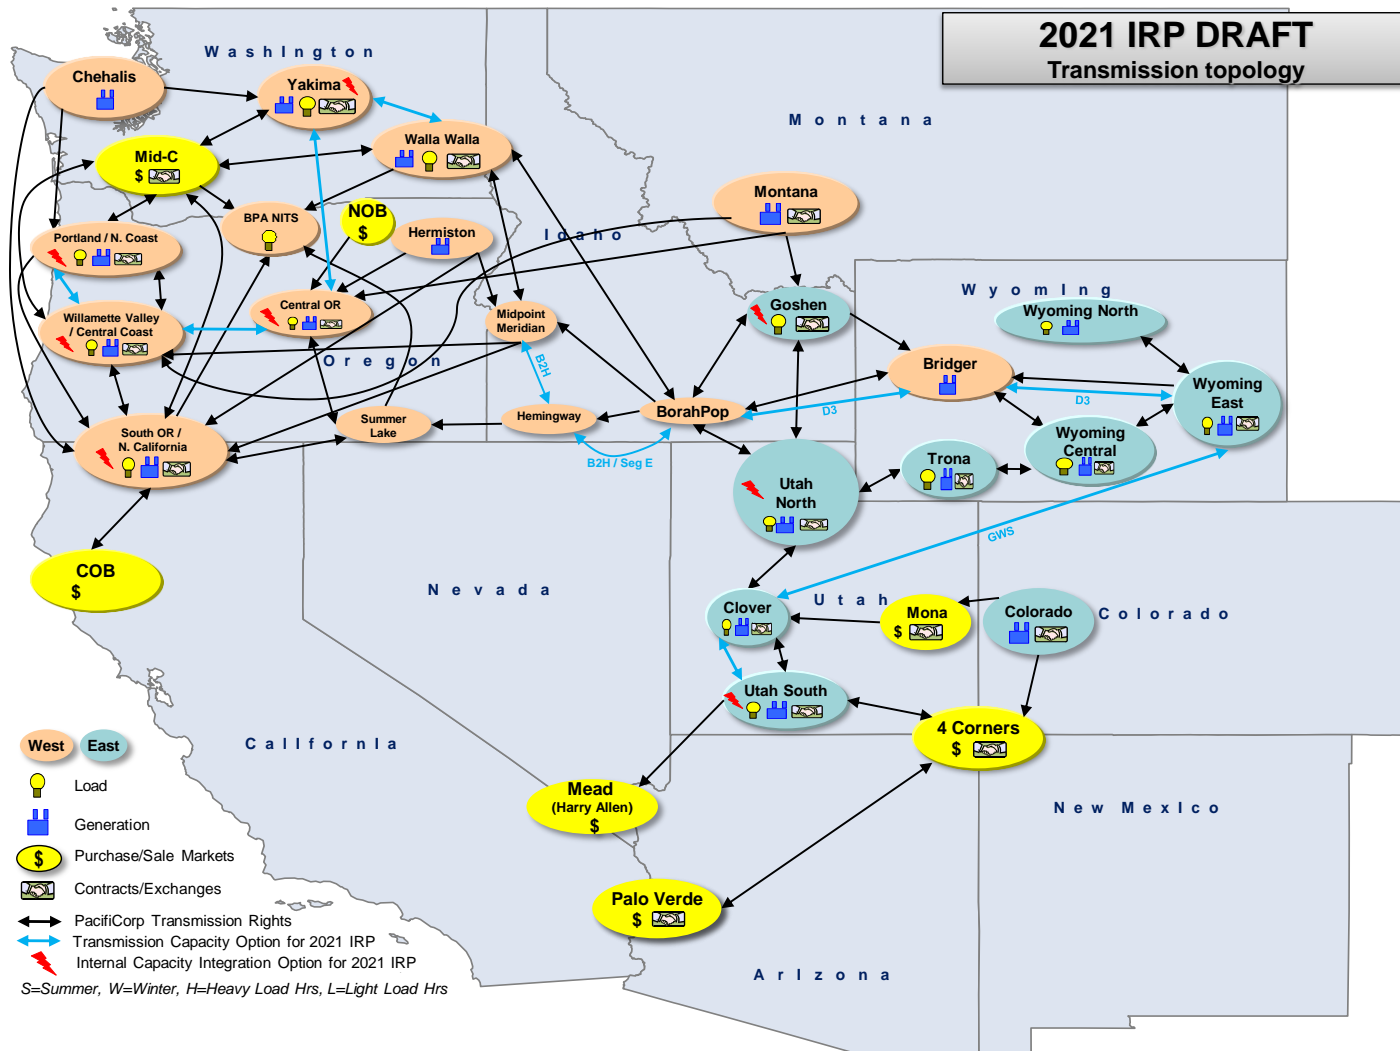 2021 IRP DRAFT
Transmission topology
WashIngton
Chehalis
Yakima
Montana
Walla Walla
Mid-C
$
Montana
NOB
$
BPA NITS
Hermiston
Portland / N. Coast
Idaho
WyomIng
Goshen
Wyoming North
Central OR
Midpoint
Meridian
Willamette Valley
/ Central Coast
Oregon
B2H
Bridger
Wyoming
East
D3
D3
BorahPop
Hemingway
Summer
Lake
South OR /
N. California
Wyoming
Central
B2H / Seg E
Trona
Utah
North
GWS
COB
$
Nevada
Clover
Utah
Mona
$
Colorado
Colorado
Utah South
4 Corners
$
CalIfornIa
West
East
Load
Generation
$
Purchase/Sale Markets
Contracts/Exchanges
PacifiCorp Transmission Rights
Transmission Capacity Option for 2021 IRP
Internal Capacity Integration Option for 2021 IRP
S=Summer, W=Winter, H=Heavy Load Hrs, L=Light Load Hrs
Mead
(Harry Allen)
$
New MexIco
Palo Verde
$
ArIzona